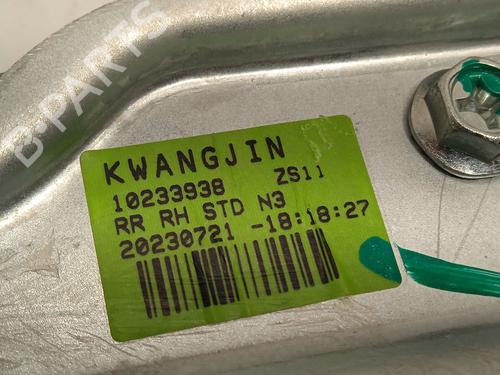 B-PARTS
KWANGJIN
10233938 ZS11
RR RH STD N3
20230721 -18:18:27